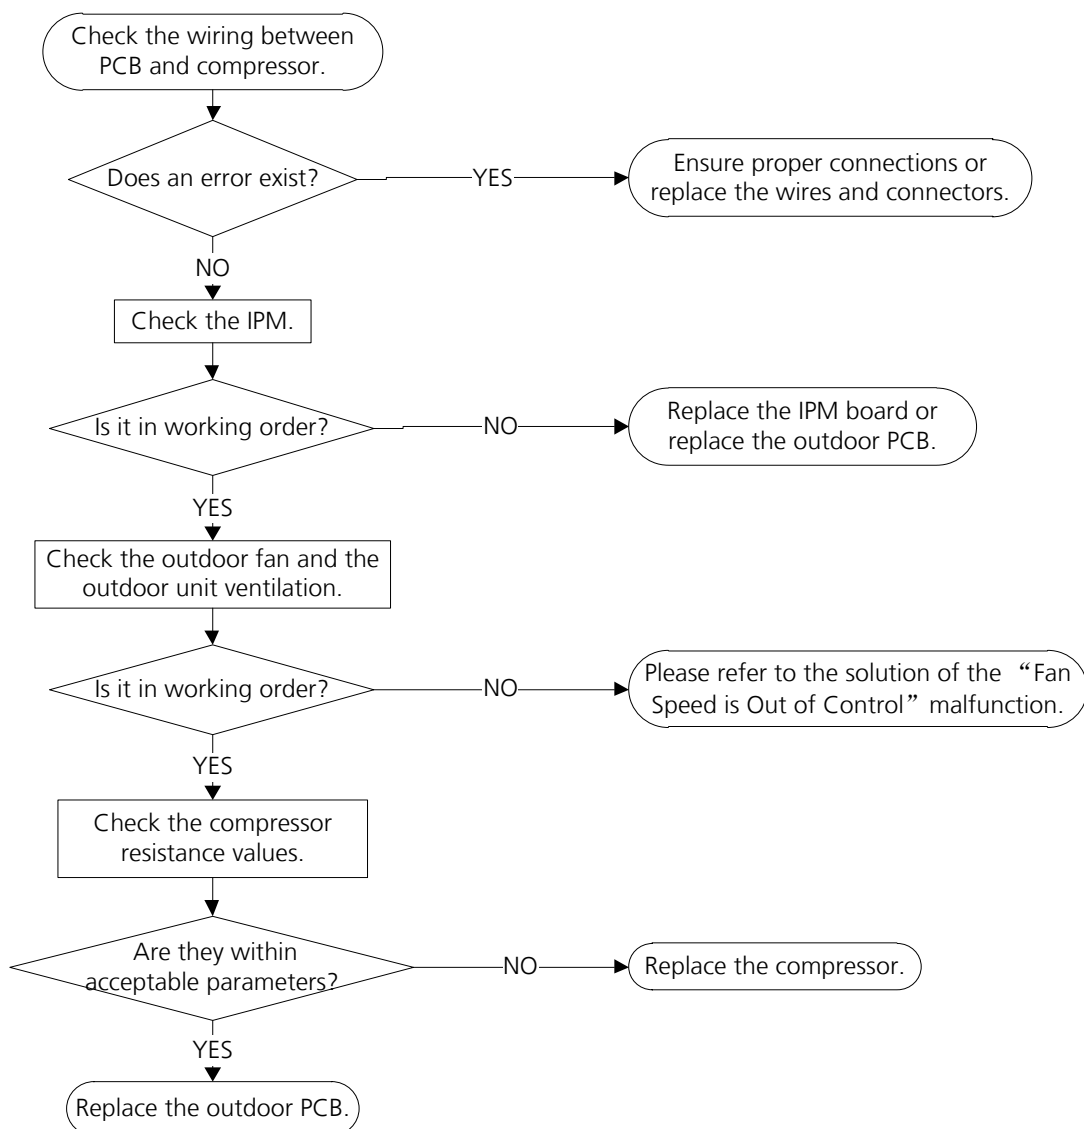 Check the wiring between
PCB and compressor.
Does an error exist?
YES
Ensure proper connections or
replace the wires and connectors.
NO
Check the IPM.
Is it in working order?
NO
Replace the IPM board or
replace the outdoor PCB.
YES
Check the outdoor fan and the
outdoor unit ventilation.
Is it in working order?
NO
Please refer to the solution of the “Fan
Speed is Out of Control” malfunction.
YES
Check the compressor
resistance values.
Are they within
acceptable parameters?
NO
Replace the compressor.
YES
Replace the outdoor PCB.